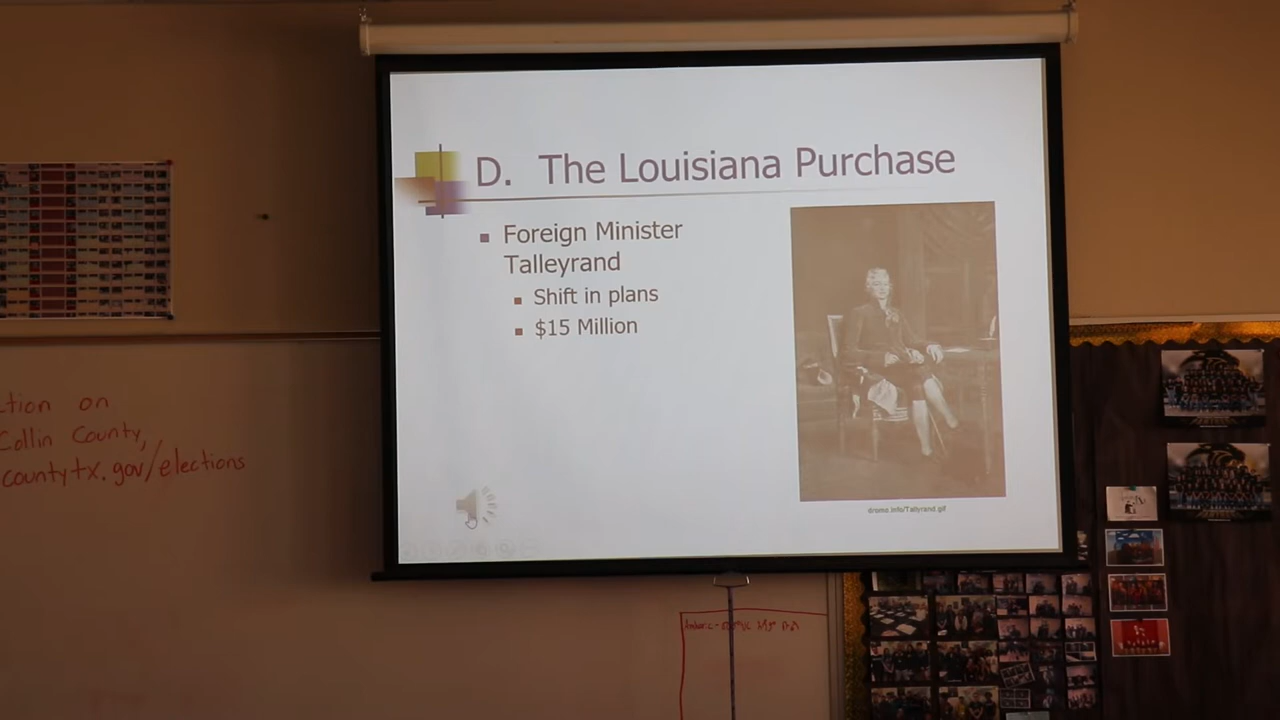 D. The Louisiana Purchase
Foreign Minister
Talleyrand
Shift in plans
$15 Million
dromo.info/Tallyrand.gif
tion on
Collin County,
countytx.gov/elections